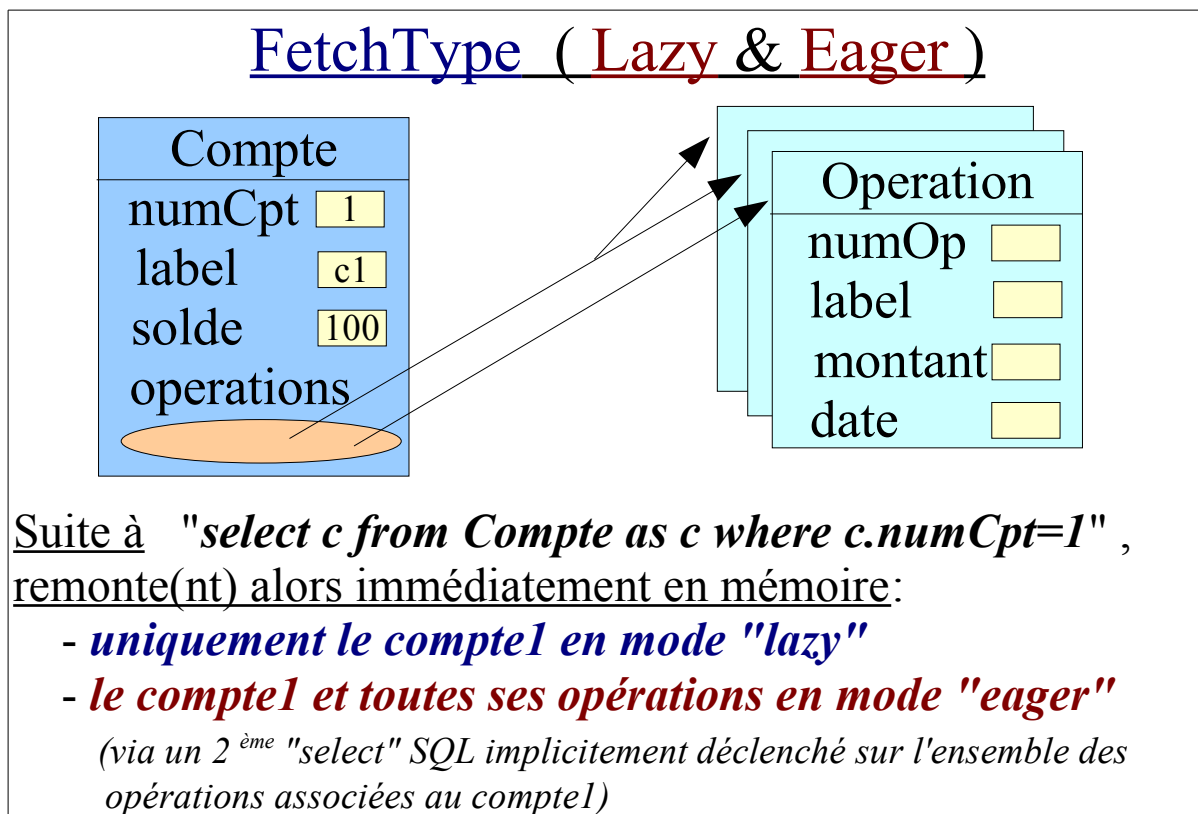 FetchType ( Lazy & Eager )
Compte
numCpt 1
label c1
solde 100
operations
Operation
numOp
label
montant
date
Suite à "select c from Compte as c where c.numCpt=1" ,
remonte(nt) alors immédiatement en mémoire:
- uniquement le compte1 en mode "lazy"
- le compte1 et toutes ses opérations en mode "eager"
(via un 2 ème "select" SQL implicitement déclenché sur l'ensemble des
opérations associées au compte1)